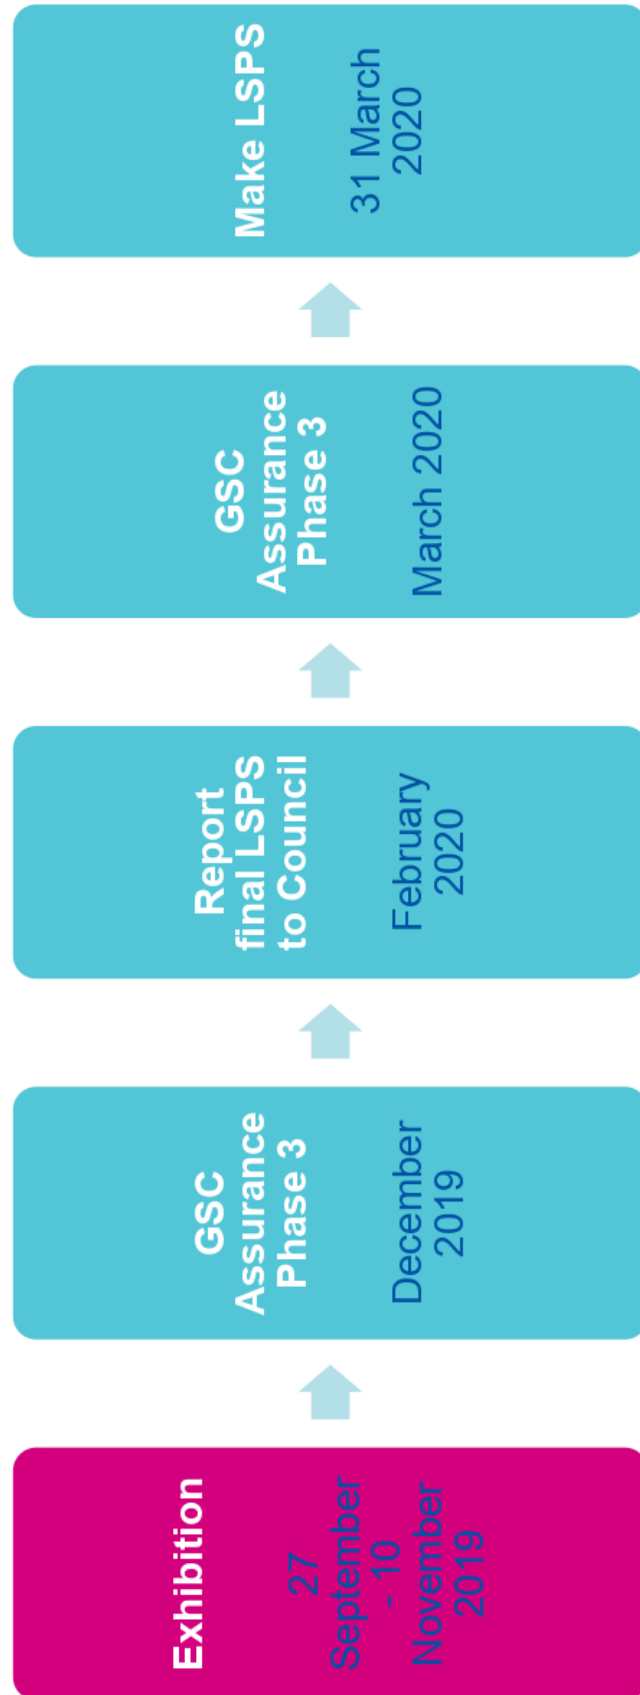 Exhibition
27
September
- 10
November
2019
GSC
Assurance
Phase 3
December
2019
Report
final LSPS
to Council
February
2020
GSC
Assurance
Phase 3
March 2020
Make LSPS
31 March
2020